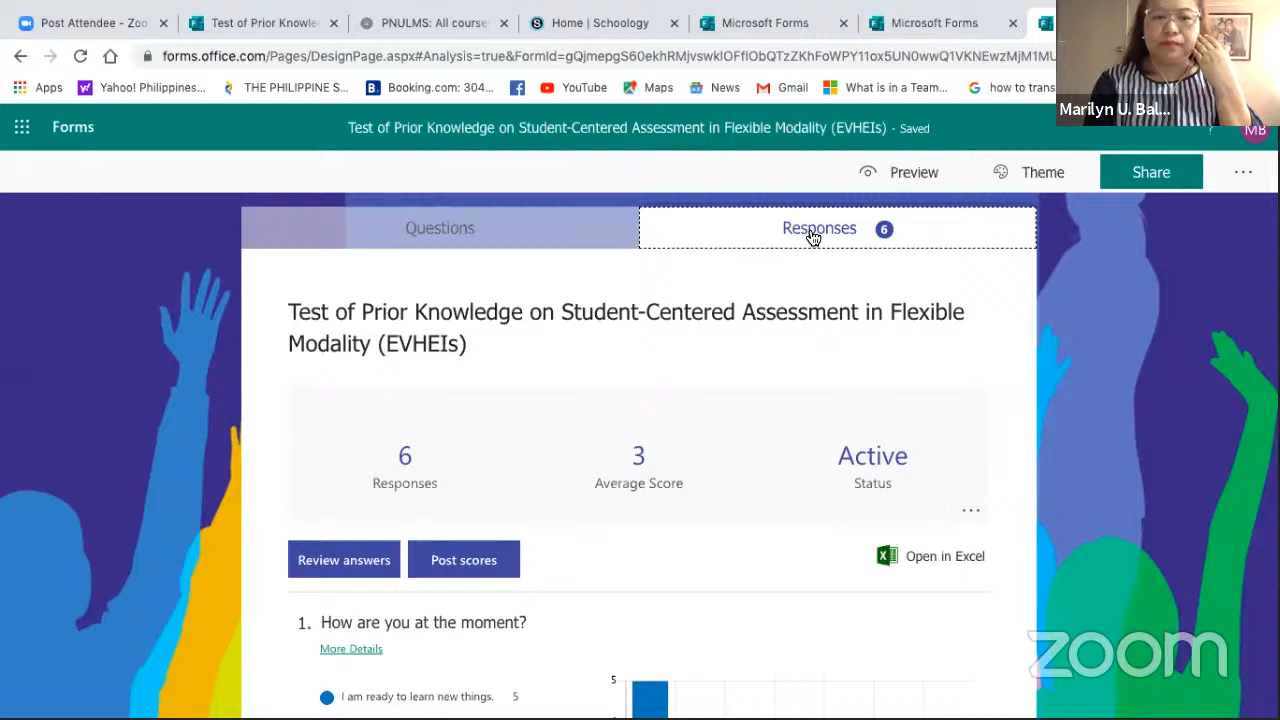 Post Attendee - Zoo
Test of Prior Knowle
PNULMS: All course
Home | Schoology
Microsoft Forms
Microsoft Forms
forms.office.com/Pages/DesignPage.aspx#Analysis=true&FormId=
Apps
Yahoo! Philippines...
THE PHILIPPINE S...
Booking.com: 304...
YouTube
Maps
News
Gmail
What is in a Team...
how to trans
Marilyn U. Bal...
Forms
Test of Prior Knowledge on Student-Centered Assessment in Flexible Modality (EVHEIs) - Saved
? MB
Preview
Theme
Share
Questions
Responses 6
Test of Prior Knowledge on Student-Centered Assessment in Flexible
Modality (EVHEIs)
6
3
Active
Responses
Average Score
Status
Review answers
Post scores
Open in Excel
1. How are you at the moment?
More Details
I am ready to learn new things. 5
5
zoom